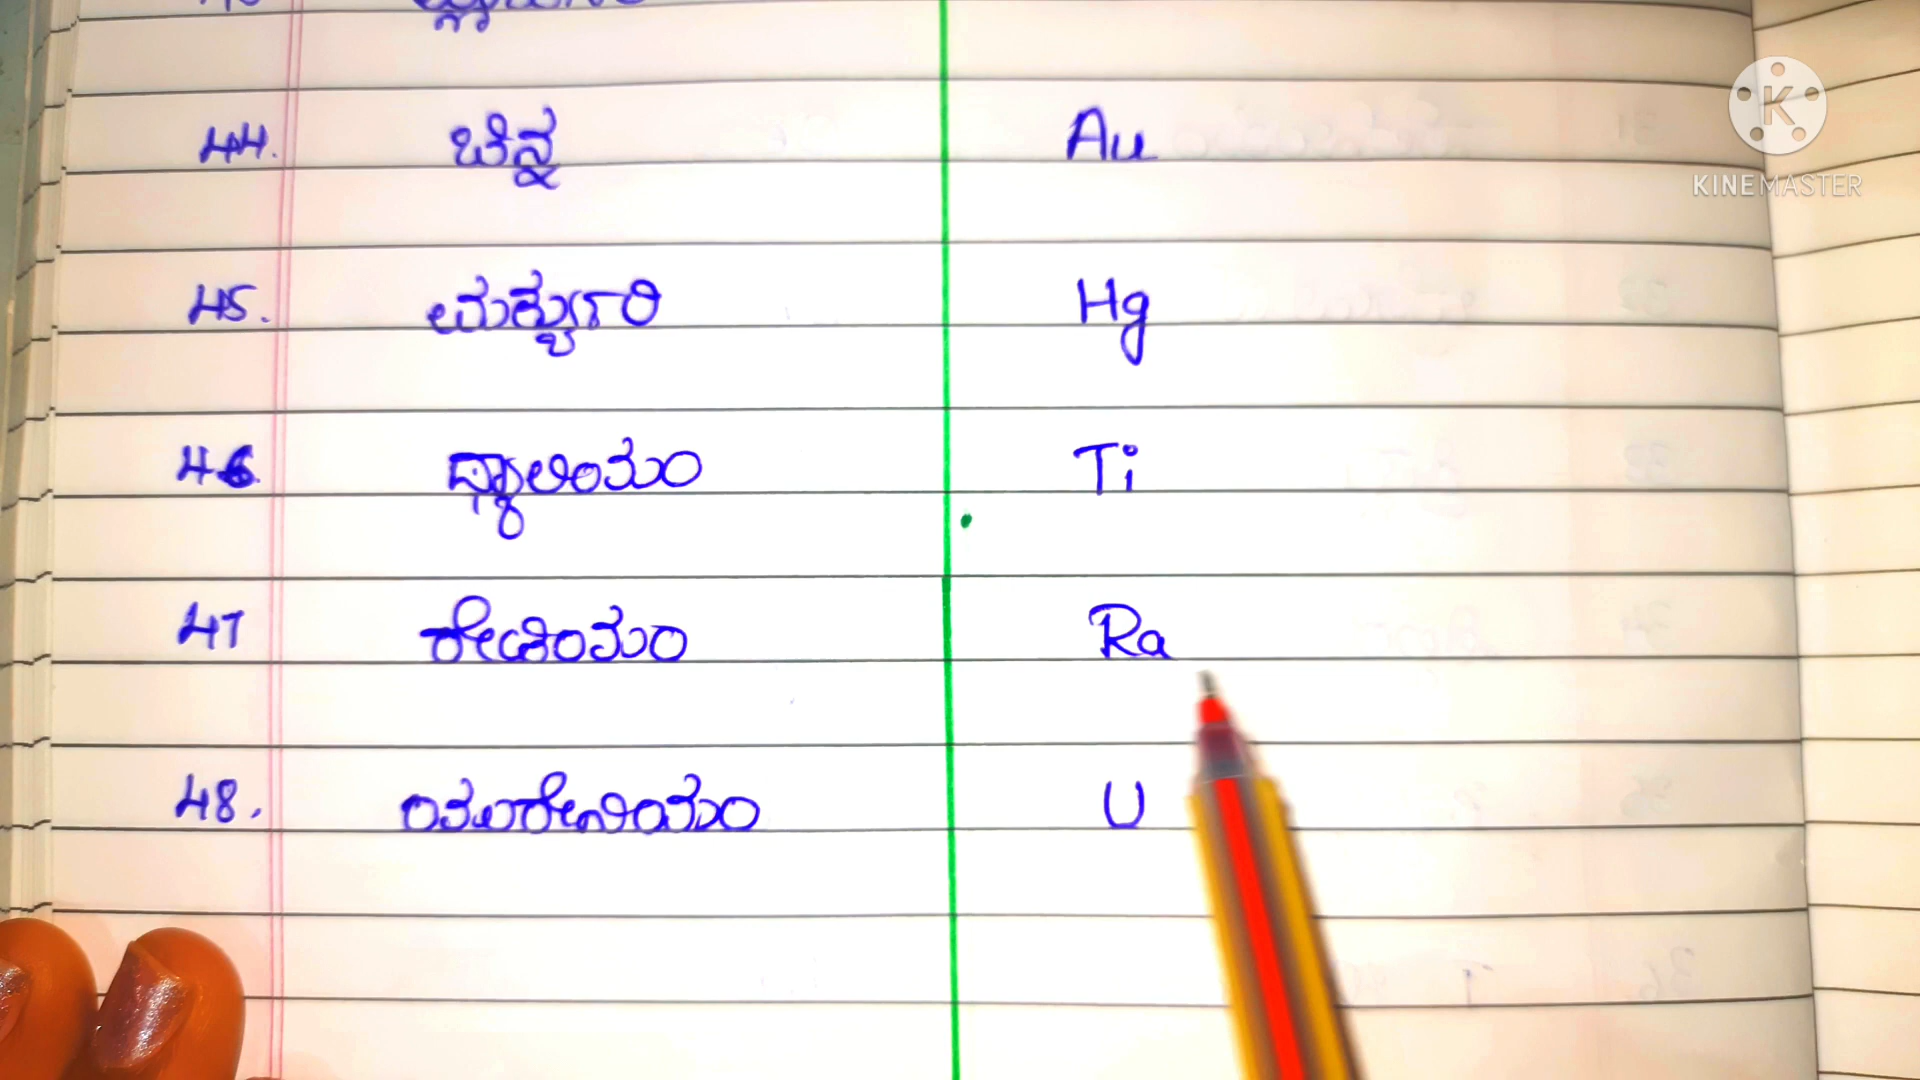 44. ಚಿನ್ನ Au
45. ಮರ್ಕ್ಯುರಿ Hg
46 ಥ್ಯಾಲಿಯಂ Ti
47 ರೇಡಿಯಂ Ra
48. ಯುರೇನಿಯಂ U
KINEMASTER